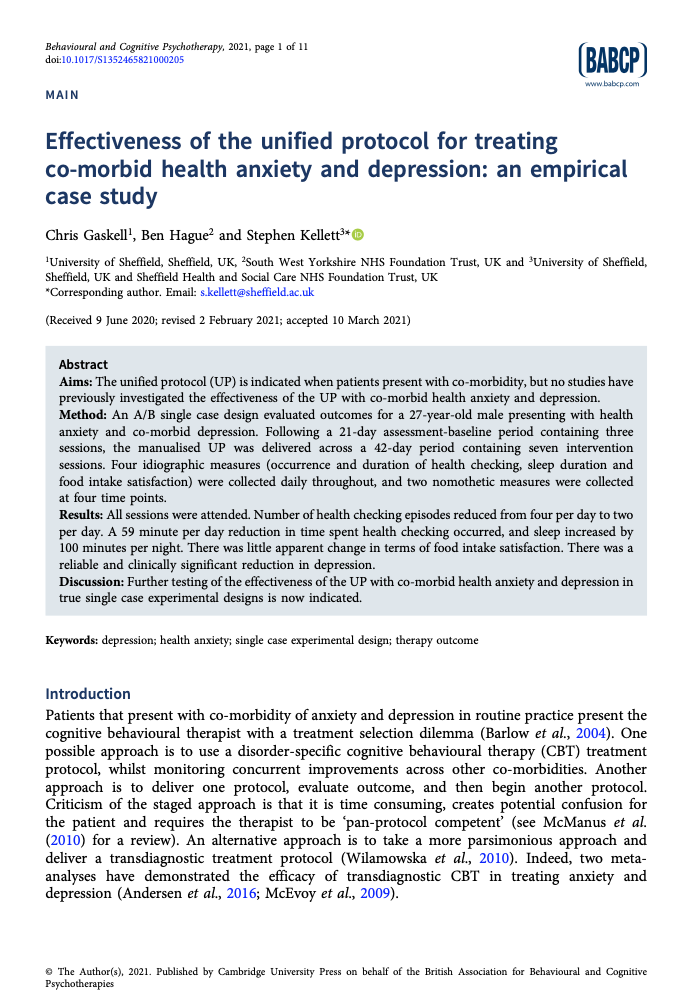 Behavioural and Cognitive Psychotherapy, 2021, page 1 of 11
doi:10.1017/S1352465821000205
BABCP
www.babcp.com
MAIN
Effectiveness of the unified protocol for treating
co-morbid health anxiety and depression: an empirical
case study
Chris Gaskell1, Ben Hague2 and Stephen Kellett3* iD
1University of Sheffield, Sheffield, UK, 2South West Yorkshire NHS Foundation Trust, UK and 3University of Sheffield,
Sheffield, UK and Sheffield Health and Social Care NHS Foundation Trust, UK
*Corresponding author. Email: s.kellett@sheffield.ac.uk
(Received 9 June 2020; revised 2 February 2021; accepted 10 March 2021)
Abstract
Aims: The unified protocol (UP) is indicated when patients present with co-morbidity, but no studies have
previously investigated the effectiveness of the UP with co-morbid health anxiety and depression.
Method: An A/B single case design evaluated outcomes for a 27-year-old male presenting with health
anxiety and co-morbid depression. Following a 21-day assessment-baseline period containing three
sessions, the manualised UP was delivered across a 42-day period containing seven intervention
sessions. Four idiographic measures (occurrence and duration of health checking, sleep duration and
food intake satisfaction) were collected daily throughout, and two nomothetic measures were collected
at four time points.
Results: All sessions were attended. Number of health checking episodes reduced from four per day to two
per day. A 59 minute per day reduction in time spent health checking occurred, and sleep increased by
100 minutes per night. There was little apparent change in terms of food intake satisfaction. There was a
reliable and clinically significant reduction in depression.
Discussion: Further testing of the effectiveness of the UP with co-morbid health anxiety and depression in
true single case experimental designs is now indicated.
Keywords: depression; health anxiety; single case experimental design; therapy outcome
Introduction
Patients that present with co-morbidity of anxiety and depression in routine practice present the
cognitive behavioural therapist with a treatment selection dilemma (Barlow et al., 2004). One
possible approach is to use a disorder-specific cognitive behavioural therapy (CBT) treatment
protocol, whilst monitoring concurrent improvements across other co-morbidities. Another
approach is to deliver one protocol, evaluate outcome, and then begin another protocol.
Criticism of the staged approach is that it is time consuming, creates potential confusion for
the patient and requires the therapist to be ‘pan-protocol competent’ (see McManus et al.
(2010) for a review). An alternative approach is to take a more parsimonious approach and
deliver a transdiagnostic treatment protocol (Wilamowska et al., 2010). Indeed, two meta-
analyses have demonstrated the efficacy of transdiagnostic CBT in treating anxiety and
depression (Andersen et al., 2016; McEvoy et al., 2009).
© The Author(s), 2021. Published by Cambridge University Press on behalf of the British Association for Behavioural and Cognitive
Psychotherapies